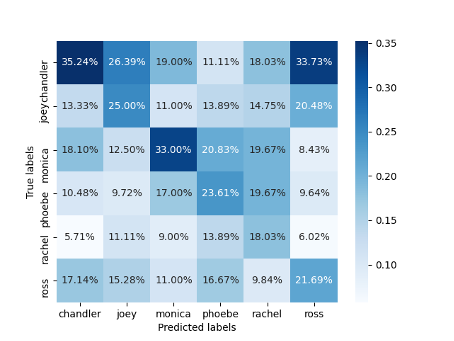 35.24% 26.39% 19.00% 11.11% 18.03% 33.73%
13.33% 25.00% 11.00% 13.89% 14.75% 20.48%
18.10% 12.50% 33.00% 20.83% 19.67% 8.43%
10.48% 9.72% 17.00% 23.61% 19.67% 9.64%
5.71% 11.11% 9.00% 13.89% 18.03% 6.02%
17.14% 15.28% 11.00% 16.67% 9.84% 21.69%
chandler
joey
monica
phoebe
rachel
ross
True labels
chandler joey monica phoebe rachel ross
Predicted labels
0.35
0.30
0.25
0.20
0.15
0.10